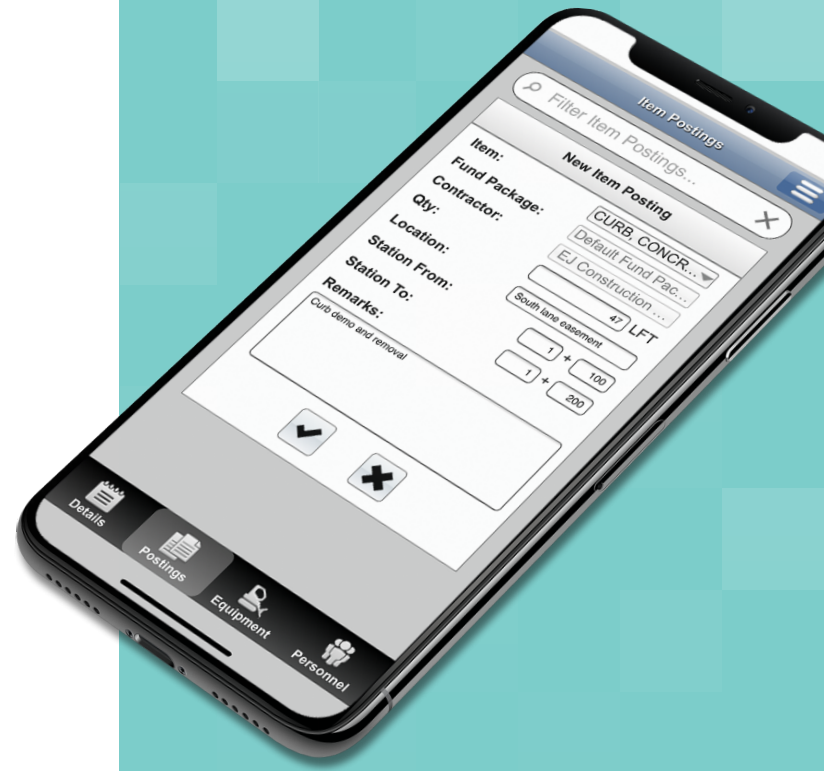 Item Postings
Filter Item Postings...
New Item Posting
Item: CURB, CONCR...
Fund Package: Default Fund Pac...
Contractor: EJ Construction ...
Qty: 47 LFT
Location: South lane easement
Station From: 1 + 100
Station To: 1 + 200
Remarks:
Curb demo and removal
Details
Postings
Equipment
Personnel